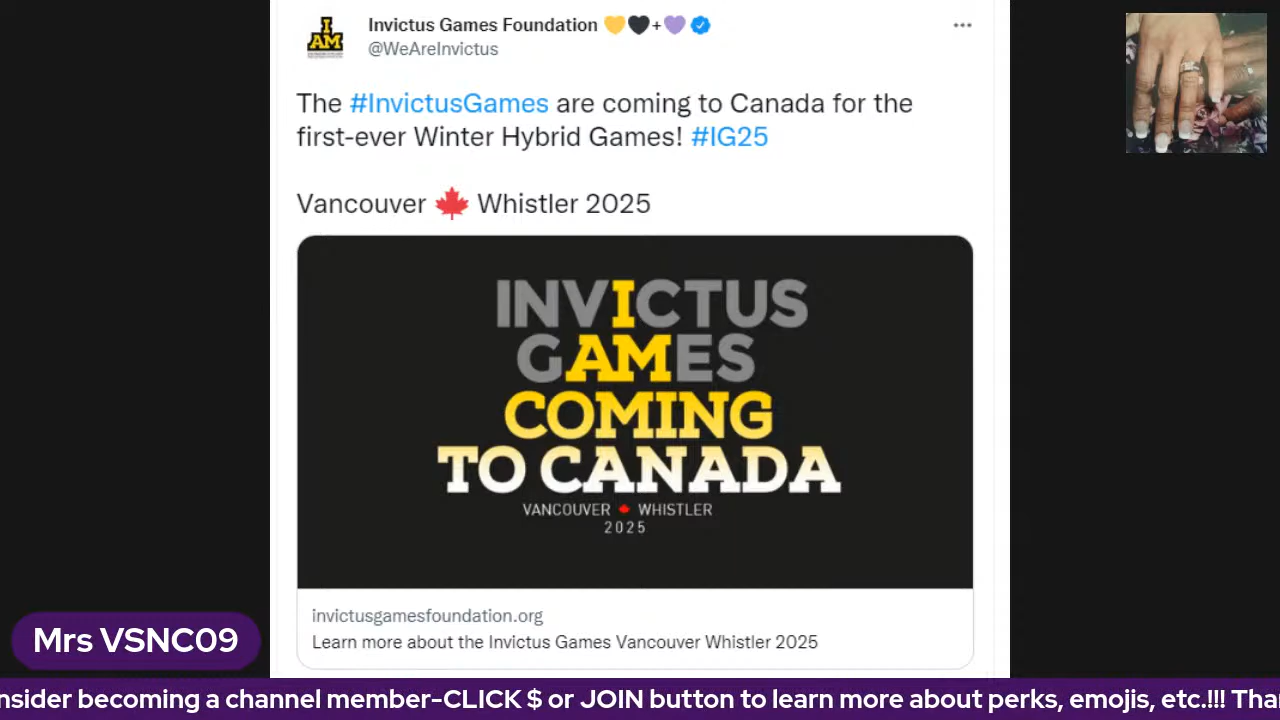 I
AM
Invictus Games Foundation 💛🖤+💜
@WeAreInvictus
The #InvictusGames are coming to Canada for the
first-ever Winter Hybrid Games! #IG25
Vancouver 🍁 Whistler 2025
INVICTUS
GAMES
COMING
TO CANADA
VANCOUVER 🍁 WHISTLER
2025
invictusgamesfoundation.org
Learn more about the Invictus Games Vancouver Whistler 2025
Mrs VSNC09
nsider becoming a channel member-CLICK $ or JOIN button to learn more about perks, emojis, etc.!!! Tha